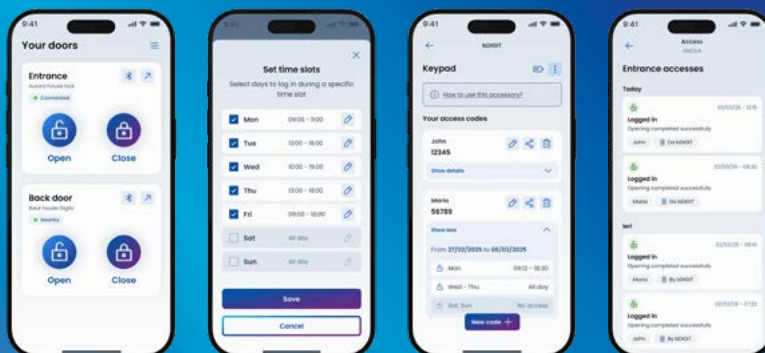 9:41
Your doors
Entrance
Connected
Open
Close
Back door
Nearby
Open
Close
9:41
Set time slots
Select days to log in during a specific
time slot
Mon 09:00 - 11:00
Tue 13:00 - 18:00
Wed 10:00 - 19:00
Thu 13:00 - 18:00
Fri 09:00 - 18:00
Sat All day
Sun All day
Save
Cancel
9:41
Keypad
How to use this accessory?
Your access codes
John
12345
Show details
Maria
56789
Show less
From 27/02/2025 to 06/03/2025
Mon 09:12 - 18:30
Wed - Thu All day
Sat, Sun No access
New code +
9:41
Access
Entrance accesses
Today
Logged in
Opening completed successfully
John
Logged in
Opening completed successfully
Maria
Ieri
Logged in
Opening completed successfully
Maria
Logged in
Opening completed successfully
John